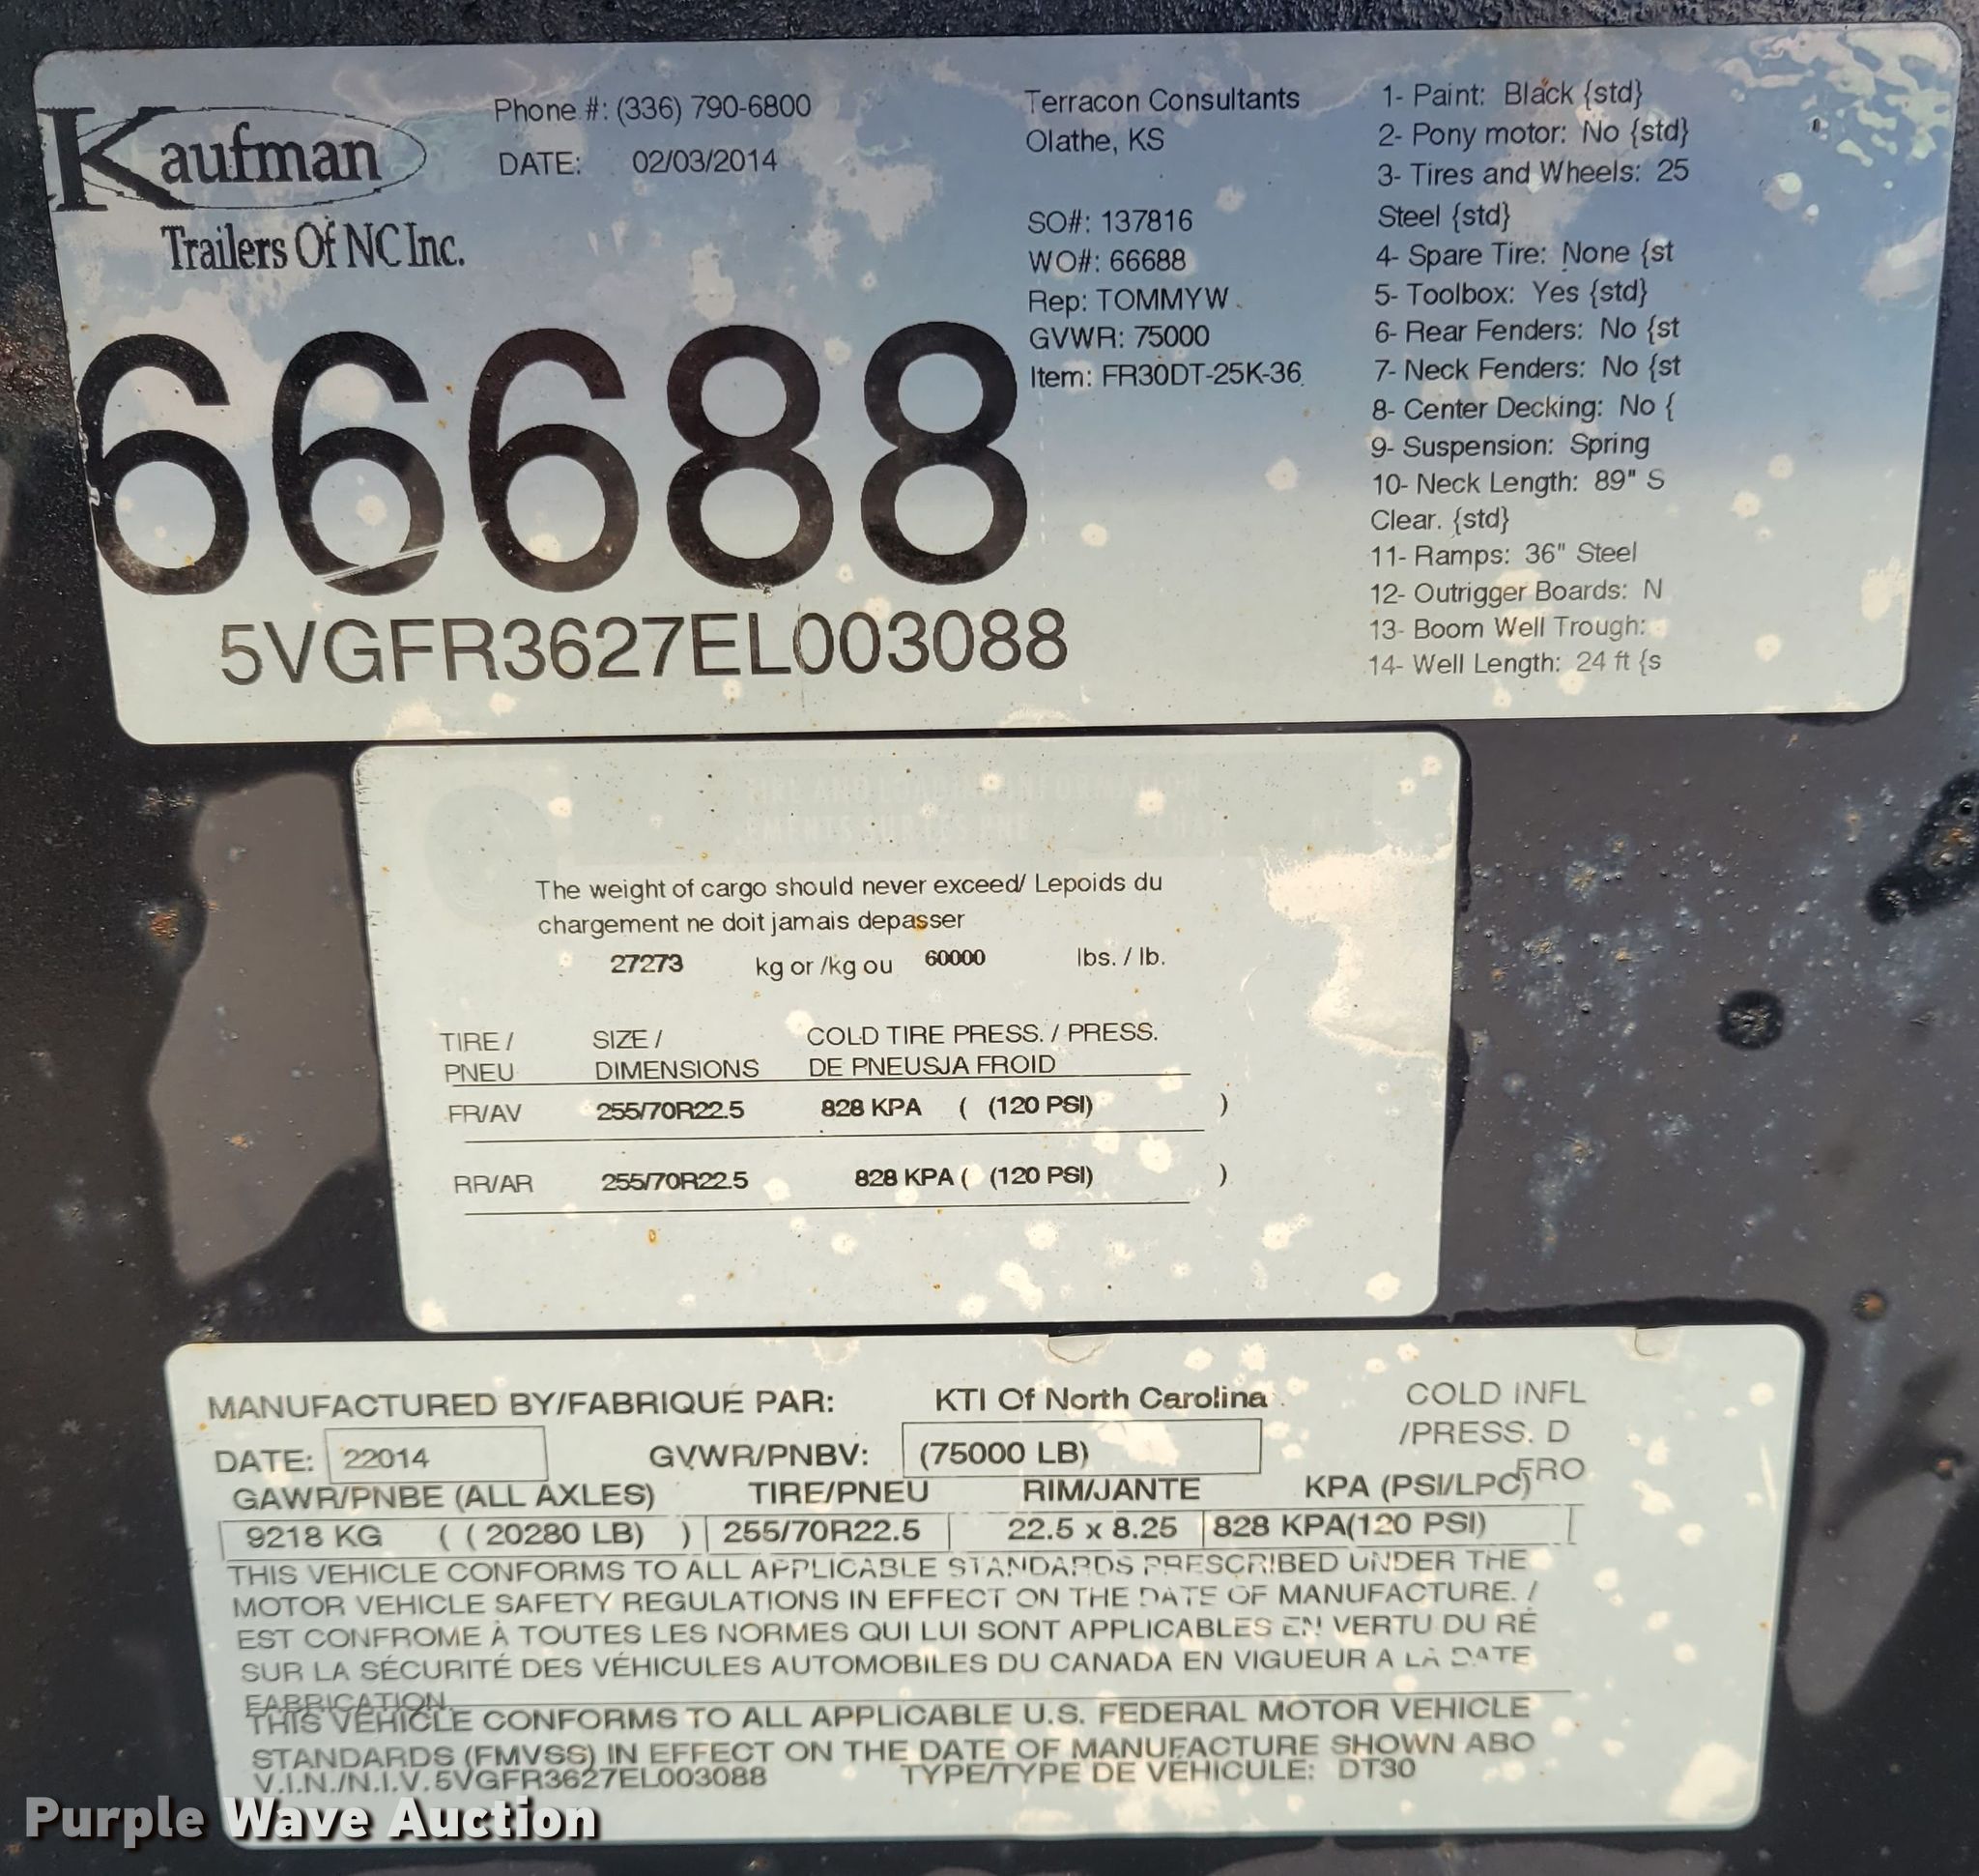 Kaufman
Trailers Of NC Inc.
Phone #: (336) 790-6800
DATE: 02/03/2014
66688
5VGFR3627EL003088
Terracon Consultants
Olathe, KS
SO#: 137816
WO#: 66688
Rep: TOMMYW
GVWR: 75000
Item: FR30DT-25K-36
1- Paint: Black {std}
2- Pony motor: No {std}
3- Tires and Wheels: 25
Steel {std}
4- Spare Tire: None {st
5- Toolbox: Yes {std}
6- Rear Fenders: No {st
7- Neck Fenders: No {st
8- Center Decking: No {
9- Suspension: Spring
10- Neck Length: 89" S
Clear. {std}
11- Ramps: 36" Steel
12- Outrigger Boards: N
13- Boom Well Trough:
14- Well Length: 24 ft {s
The weight of cargo should never exceed/ Lepoids du
chargement ne doit jamais depasser
27273 kg or /kg ou 60000 lbs. / lb.
TIRE / SIZE / COLD TIRE PRESS. / PRESS.
PNEU DIMENSIONS DE PNEUSJA FROID
FR/AV 255/70R22.5 828 KPA ( (120 PSI) )
RR/AR 255/70R22.5 828 KPA ( (120 PSI) )
MANUFACTURED BY/FABRIQUÉ PAR: KTI Of North Carolina
COLD INFL
/PRESS. D
FRO
DATE: 22014 GVWR/PNBV: (75000 LB)
GAWR/PNBE (ALL AXLES) TIRE/PNEU RIM/JANTE KPA (PSI/LPC)
9218 KG ( ( 20280 LB) ) 255/70R22.5 22.5 x 8.25 828 KPA(120 PSI)
THIS VEHICLE CONFORMS TO ALL APPLICABLE STANDARDS PRESCRIBED UNDER THE
MOTOR VEHICLE SAFETY REGULATIONS IN EFFECT ON THE DATE OF MANUFACTURE. /
EST CONFROME À TOUTES LES NORMES QUI LUI SONT APPLICABLES EN VERTU DU RÉ
SUR LA SÉCURITÉ DES VÉHICULES AUTOMOBILES DU CANADA EN VIGUEUR A LA DATE
FABRICATION.
THIS VEHICLE CONFORMS TO ALL APPLICABLE U.S. FEDERAL MOTOR VEHICLE
STANDARDS (FMVSS) IN EFFECT ON THE DATE OF MANUFACTURE SHOWN ABO
V.I.N./N.I.V. 5VGFR3627EL003088 TYPE/TYPE DE VÉHICULE: DT30
Purple Wave Auction